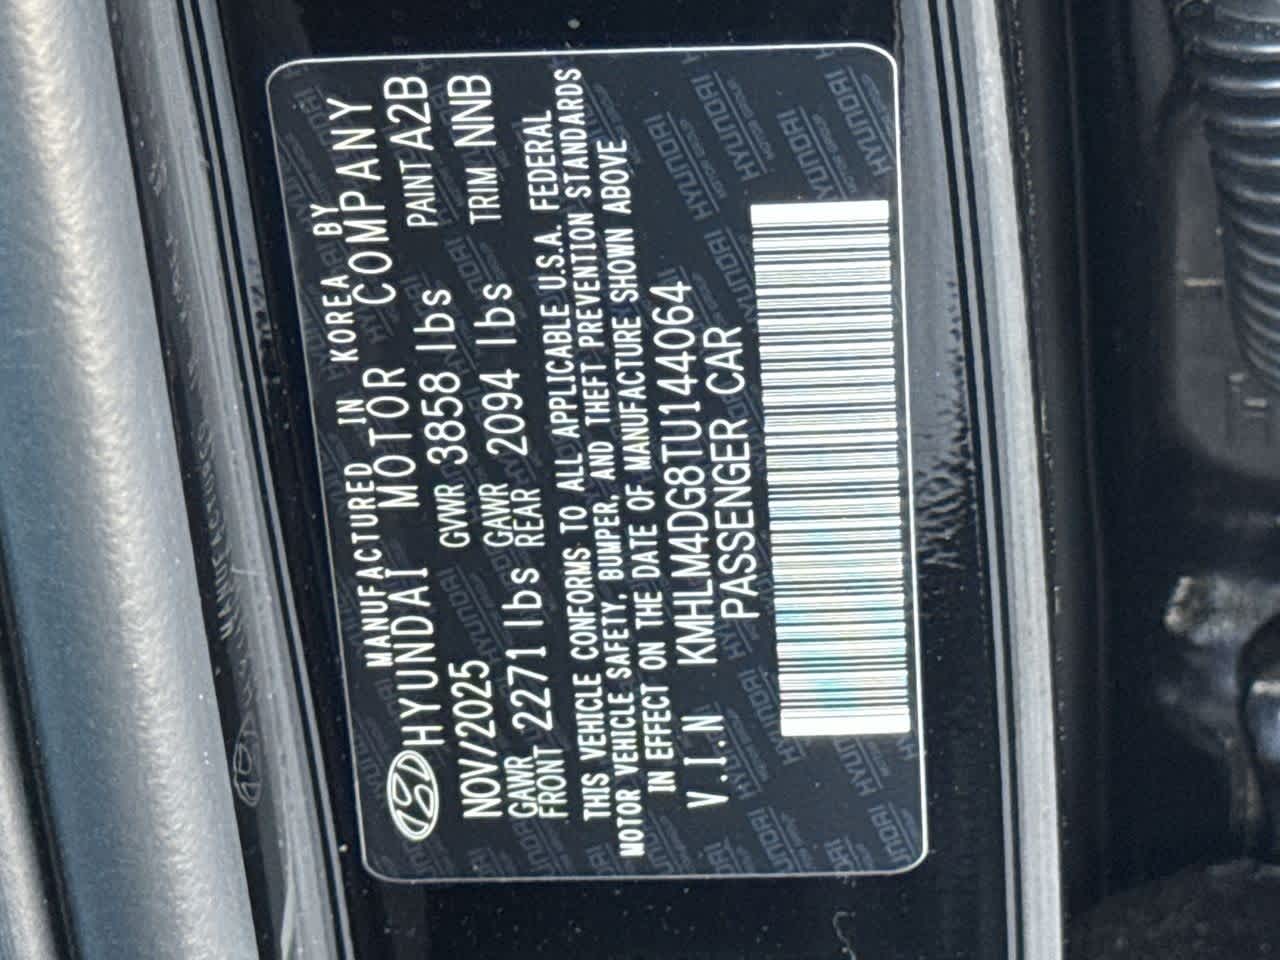 MANUFACTURED IN KOREA BY
HYUNDAI MOTOR COMPANY
NOV/2025 GVWR 3858 lbs PAINT A2B
GAWR FRONT 2271 lbs GAWR REAR 2094 lbs TRIM NNB
THIS VEHICLE CONFORMS TO ALL APPLICABLE U.S.A. FEDERAL
MOTOR VEHICLE SAFETY, BUMPER, AND THEFT PREVENTION STANDARDS
IN EFFECT ON THE DATE OF MANUFACTURE SHOWN ABOVE
V.I.N KMHLM4DG8TU144064
PASSENGER CAR